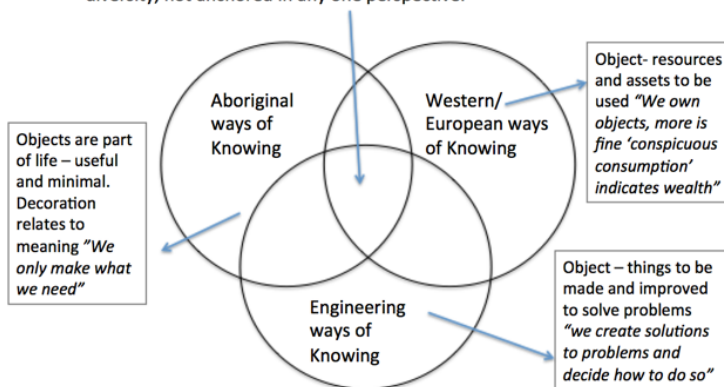 diversity, not anchored in any one perspective.
Aboriginal
ways of
Knowing
Western/
European ways
of Knowing
Object- resources
and assets to be
used “We own
objects, more is
fine ‘conspicuous
consumption’
indicates wealth”
Objects are part
of life – useful
and minimal.
Decoration
relates to
meaning ”We
only make what
we need”
Engineering
ways of
Knowing
Object – things to be
made and improved
to solve problems
“we create solutions
to problems and
decide how to do so”